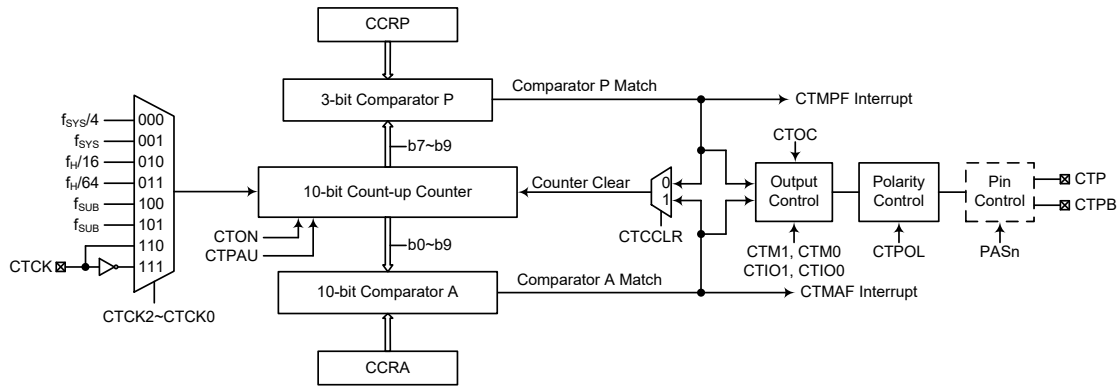 CCRP
3-bit Comparator P
Comparator P Match
CTMPF Interrupt
b7~b9
fSYS/4
000
fSYS
001
fH/16
010
fH/64
011
fSUB
100
fSUB
101
110
CTCK
111
CTCK2~CTCK0
10-bit Count-up Counter
CTON
CTPAU
Counter Clear
0
1
CTCCLR
CTOC
Output
Control
CTM1, CTM0
CTIO1, CTIO0
Polarity
Control
CTPOL
Pin
Control
PASn
CTP
CTPB
b0~b9
10-bit Comparator A
Comparator A Match
CTMAF Interrupt
CCRA